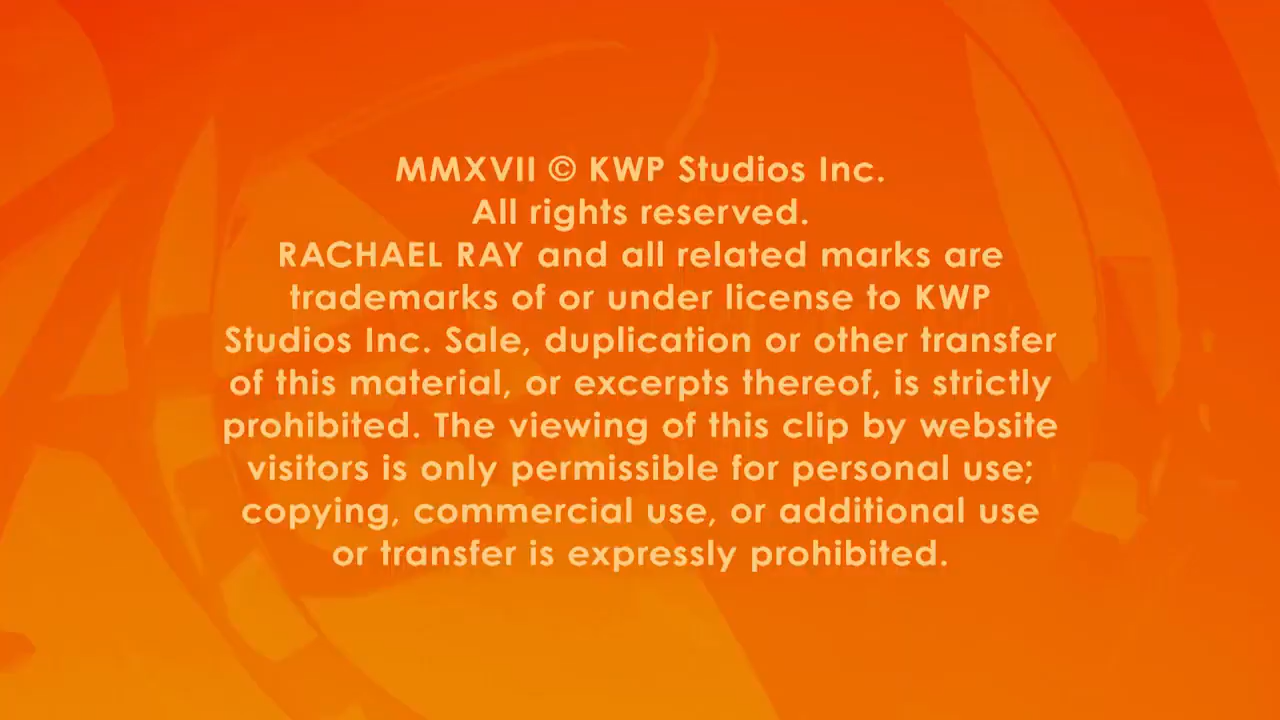 MMXVII © KWP Studios Inc.
All rights reserved.
RACHAEL RAY and all related marks are
trademarks of or under license to KWP
Studios Inc. Sale, duplication or other transfer
of this material, or excerpts thereof, is strictly
prohibited. The viewing of this clip by website
visitors is only permissible for personal use;
copying, commercial use, or additional use
or transfer is expressly prohibited.